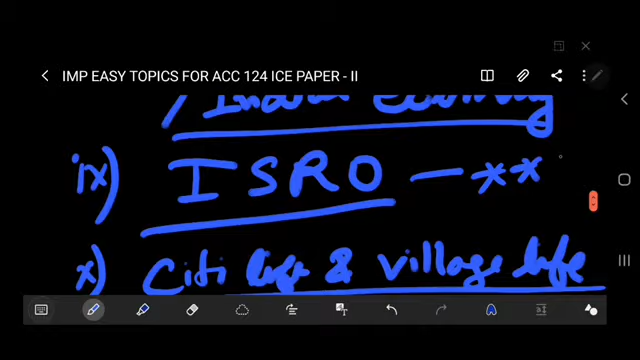 IMP EASY TOPICS FOR ACC 124 ICE PAPER - II
ix) ISRO - **
x) Citi life & village life